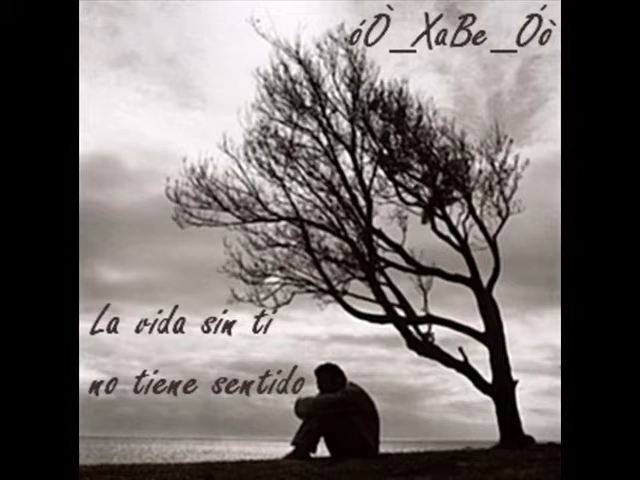 óÒ_XaBe_Óò
La vida sin ti
no tiene sentido